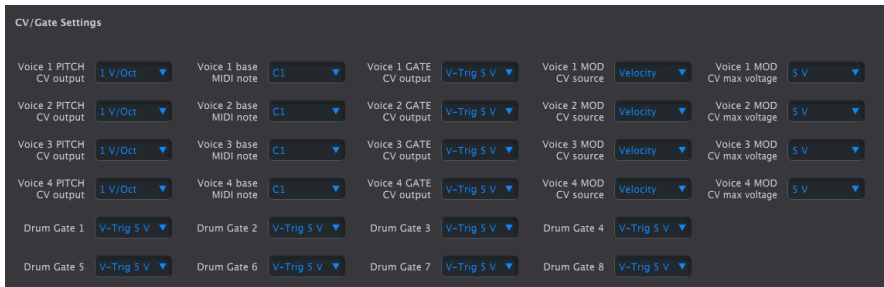 CV/Gate Settings
Voice 1 PITCH CV output 1 V/Oct Voice 1 base MIDI note C1 Voice 1 GATE CV output V-Trig 5 V Voice 1 MOD CV source Velocity Voice 1 MOD CV max voltage 5 V
Voice 2 PITCH CV output 1 V/Oct Voice 2 base MIDI note C1 Voice 2 GATE CV output V-Trig 5 V Voice 2 MOD CV source Velocity Voice 2 MOD CV max voltage 5 V
Voice 3 PITCH CV output 1 V/Oct Voice 3 base MIDI note C1 Voice 3 GATE CV output V-Trig 5 V Voice 3 MOD CV source Velocity Voice 3 MOD CV max voltage 5 V
Voice 4 PITCH CV output 1 V/Oct Voice 4 base MIDI note C1 Voice 4 GATE CV output V-Trig 5 V Voice 4 MOD CV source Velocity Voice 4 MOD CV max voltage 5 V
Drum Gate 1 V-Trig 5 V Drum Gate 2 V-Trig 5 V Drum Gate 3 V-Trig 5 V Drum Gate 4 V-Trig 5 V
Drum Gate 5 V-Trig 5 V Drum Gate 6 V-Trig 5 V Drum Gate 7 V-Trig 5 V Drum Gate 8 V-Trig 5 V